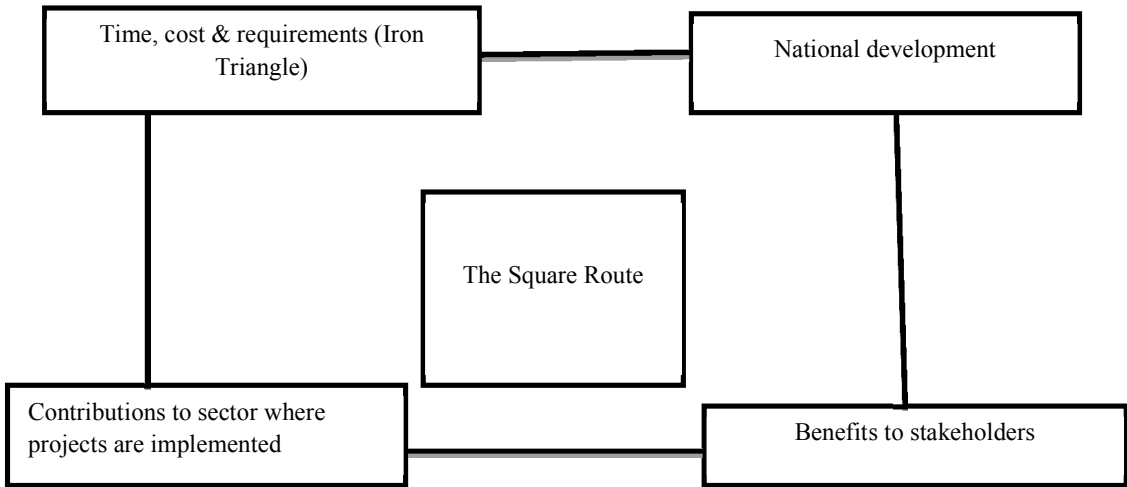 Time, cost & requirements (Iron
Triangle)
National development
The Square Route
Contributions to sector where
projects are implemented
Benefits to stakeholders